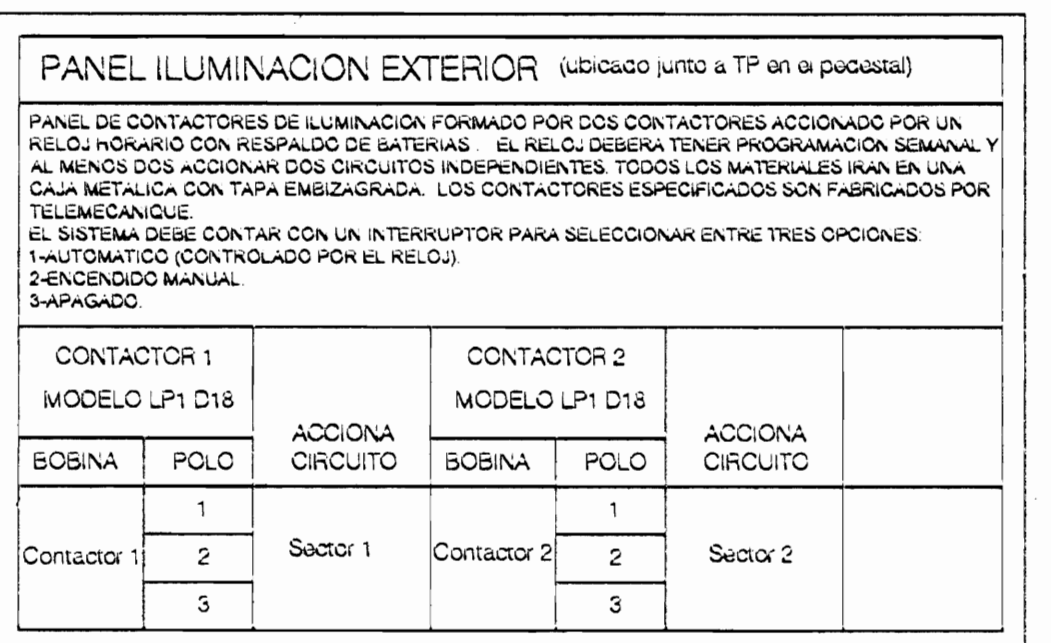 PANEL ILUMINACION EXTERIOR (ubicado junto a TP en el pedestal)
PANEL DE CONTACTORES DE ILUMINACION FORMADO POR DOS CONTACTORES ACCIONADO POR UN
RELOJ HORARIO CON RESPALDO DE BATERIAS . EL RELOJ DEBERA TENER PROGRAMACION SEMANAL Y
AL MENOS DOS ACCIONAR DOS CIRCUITOS INDEPENDIENTES. TODOS LOS MATERIALES IRAN EN UNA
CAJA METALICA CON TAPA EMBIZAGRADA. LOS CONTACTORES ESPECIFICADOS SON FABRICADOS POR
TELEMECANIQUE.
EL SISTEMA DEBE CONTAR CON UN INTERRUPTOR PARA SELECCIONAR ENTRE TRES OPCIONES:
1-AUTOMATICO (CONTROLADO POR EL RELOJ).
2-ENCENDIDO MANUAL.
3-APAGADO.
CONTACTOR 1 CONTACTOR 2
MODELO LP1 D18 MODELO LP1 D18
ACCIONA ACCIONA
BOBINA POLO CIRCUITO BOBINA POLO CIRCUITO
1 1
Contactor 1 2 Sector 1 Contactor 2 2 Sector 2
3 3